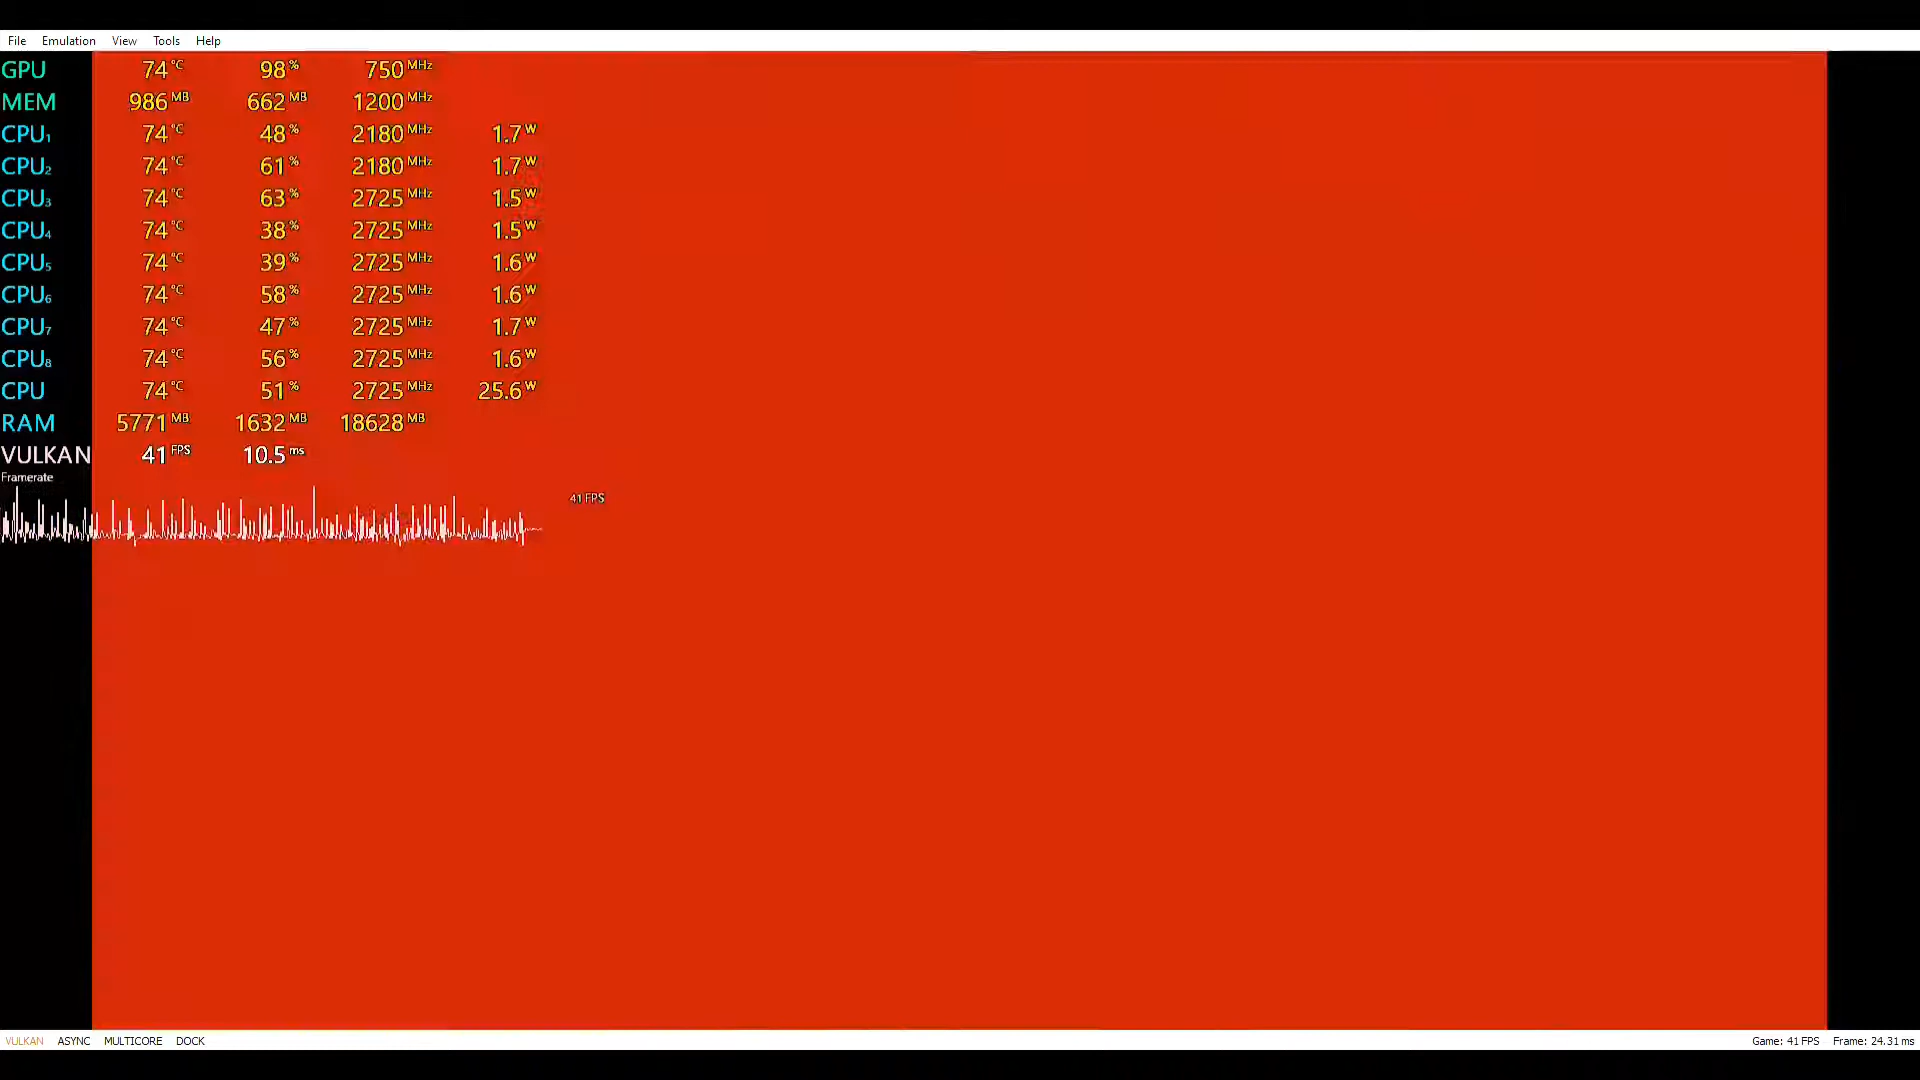 File Emulation View Tools Help
GPU 74 °C 98 % 750 MHz
MEM 986 MB 662 MB 1200 MHz
CPU1 74 °C 48 % 2180 MHz 1.7 W
CPU2 74 °C 61 % 2180 MHz 1.7 W
CPU3 74 °C 63 % 2725 MHz 1.5 W
CPU4 74 °C 38 % 2725 MHz 1.5 W
CPU5 74 °C 39 % 2725 MHz 1.6 W
CPU6 74 °C 58 % 2725 MHz 1.6 W
CPU7 74 °C 47 % 2725 MHz 1.7 W
CPU8 74 °C 56 % 2725 MHz 1.6 W
CPU 74 °C 51 % 2725 MHz 25.6 W
RAM 5771 MB 1632 MB 18628 MB
VULKAN 41 FPS 10.5 ms
Framerate
41 FPS
VULKAN ASYNC MULTICORE DOCK Game: 41 FPS Frame: 24.31 ms